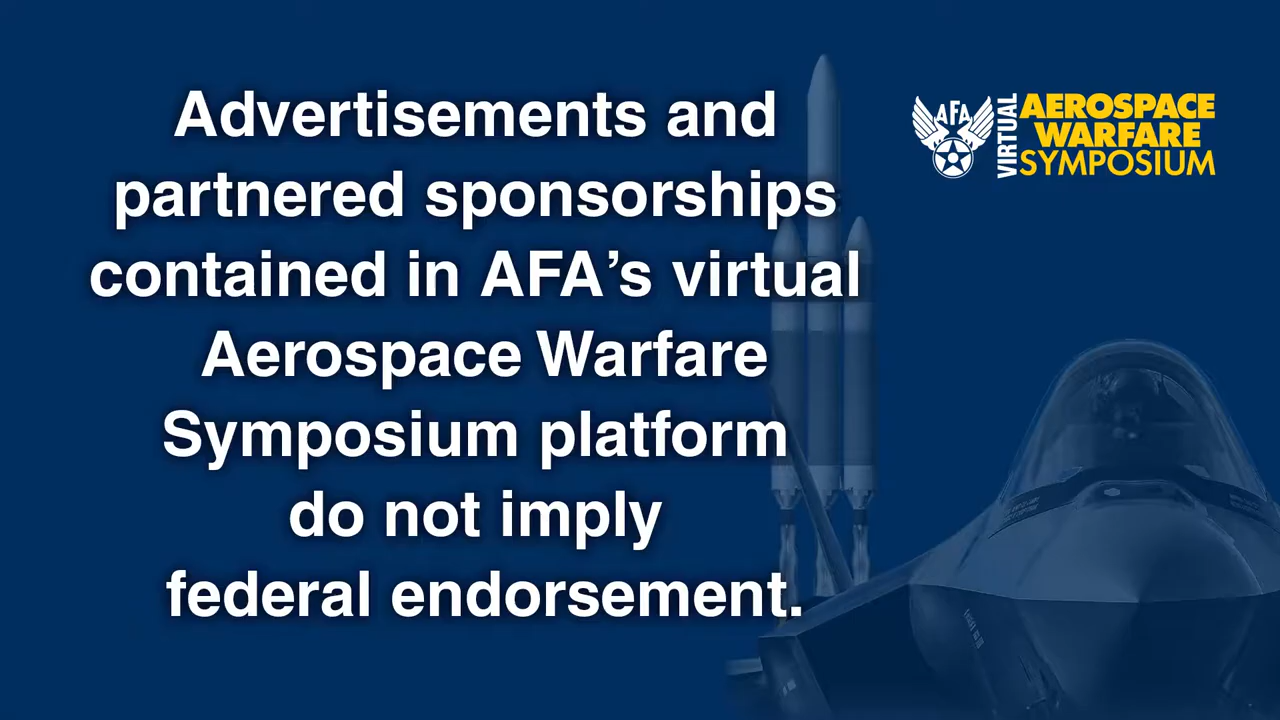 Advertisements and
partnered sponsorships
contained in AFA’s virtual
Aerospace Warfare
Symposium platform
do not imply
federal endorsement.
AFA
VIRTUAL
AEROSPACE
WARFARE
SYMPOSIUM